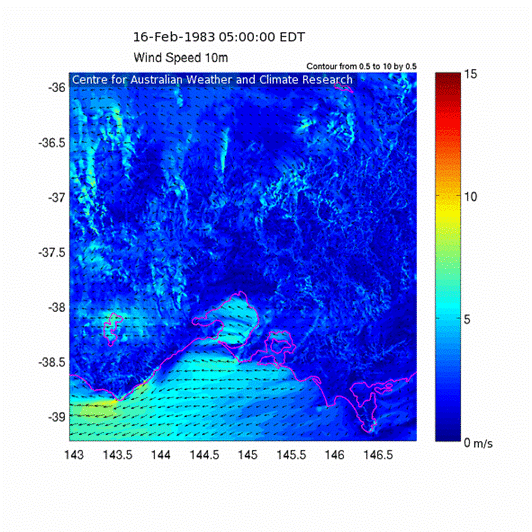 16-Feb-1983 05:00:00 EDT
Wind Speed 10m
Contour from 0.5 to 10 by 0.5
Centre for Australian Weather and Climate Research
-36
-36.5
-37
-37.5
-38
-38.5
-39
143 143.5 144 144.5 145 145.5 146 146.5
15
10
5
0 m/s